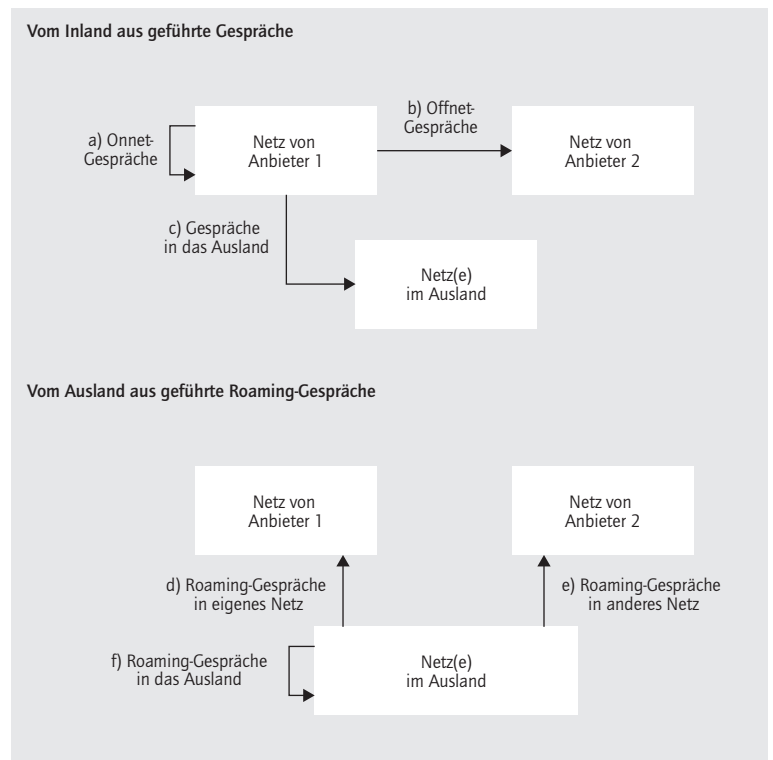 Vom Inland aus geführte Gespräche
b) Offnet-
Gespräche
a) Onnet-
Gespräche
Netz von
Anbieter 1
Netz von
Anbieter 2
c) Gespräche
in das Ausland
Netz(e)
im Ausland
Vom Ausland aus geführte Roaming-Gespräche
Netz von
Anbieter 1
Netz von
Anbieter 2
d) Roaming-Gespräche
in eigenes Netz
e) Roaming-Gespräche
in anderes Netz
f) Roaming-Gespräche
in das Ausland
Netz(e)
im Ausland